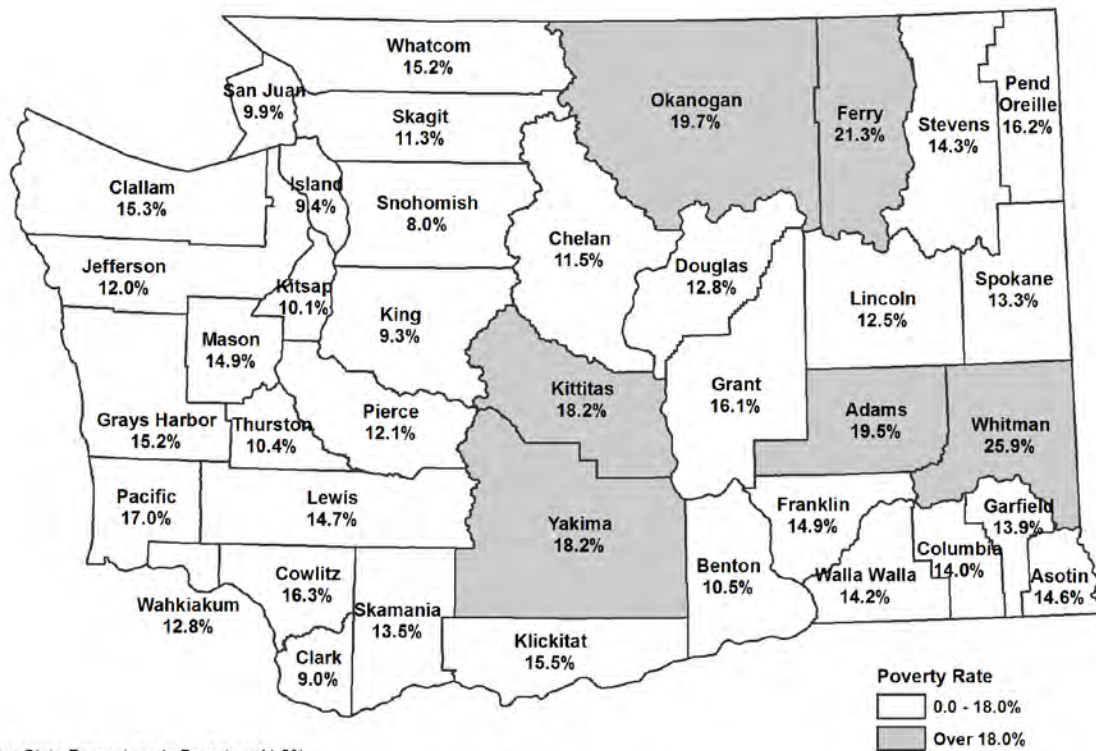 Whatcom
15.2%
San Juan
9.9%
Skagit
11.3%
Okanogan
19.7%
Ferry
21.3%
Stevens
14.3%
Pend
Oreille
16.2%
Clallam
15.3%
Island
9.4%
Snohomish
8.0%
Chelan
11.5%
Douglas
12.8%
Jefferson
12.0%
Kitsap
10.1%
King
9.3%
Lincoln
12.5%
Spokane
13.3%
Mason
14.9%
Kittitas
18.2%
Grant
16.1%
Adams
19.5%
Whitman
25.9%
Grays Harbor
15.2%
Thurston
10.4%
Pierce
12.1%
Pacific
17.0%
Lewis
14.7%
Yakima
18.2%
Franklin
14.9%
Garfield
13.9%
Benton
10.5%
Walla Walla
14.2%
Columbia
14.0%
Asotin
14.6%
Wahkiakum
12.8%
Cowlitz
16.3%
Skamania
13.5%
Clark
9.0%
Klickitat
15.5%
Poverty Rate
0.0 - 18.0%
Over 18.0%